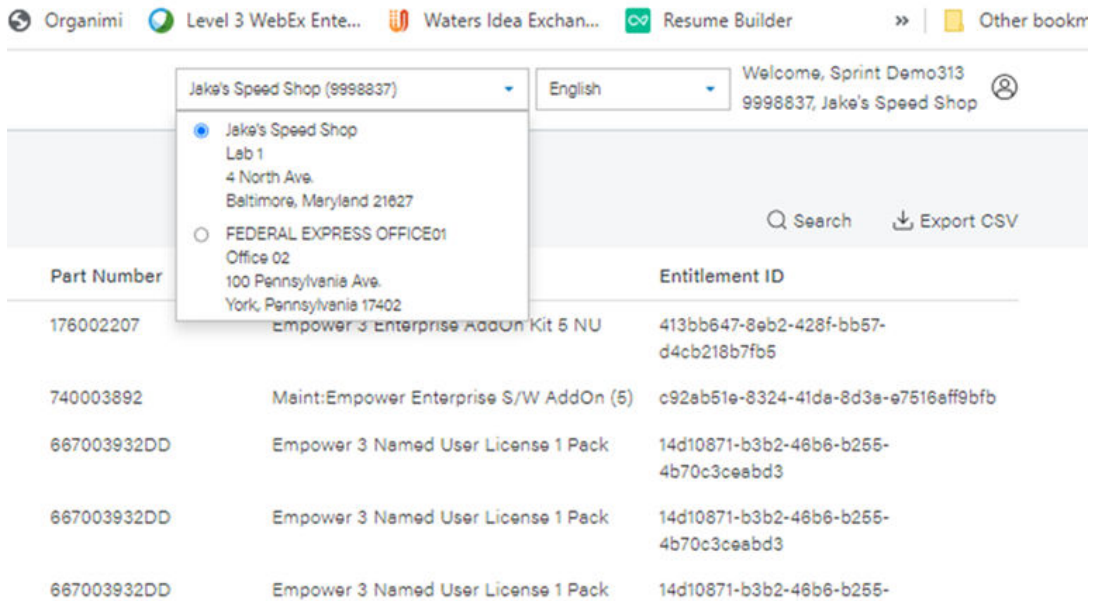 Organimi Level 3 WebEx Ente... Waters Idea Exchan... Resume Builder » Other bookm
Jake's Speed Shop (9998837)
English
Welcome, Sprint Demo313
9998837, Jake's Speed Shop
Jake's Speed Shop
Lab 1
4 North Ave.
Baltimore, Maryland 21627
FEDERAL EXPRESS OFFICE01
Office 02
100 Pennsylvania Ave.
York, Pennsylvania 17402
Search Export CSV
Part Number Entitlement ID
176002207 Empower 3 Enterprise AddOn Kit 5 NU 413bb647-8eb2-428f-bb57-
d4cb218b7fb5
740003892 Maint:Empower Enterprise S/W AddOn (5) c92ab51e-8324-41da-8d3a-e7516aff9bfb
667003932DD Empower 3 Named User License 1 Pack 14d10871-b3b2-46b6-b255-
4b70c3ceabd3
667003932DD Empower 3 Named User License 1 Pack 14d10871-b3b2-46b6-b255-
4b70c3ceabd3
667003932DD Empower 3 Named User License 1 Pack 14d10871-b3b2-46b6-b255-